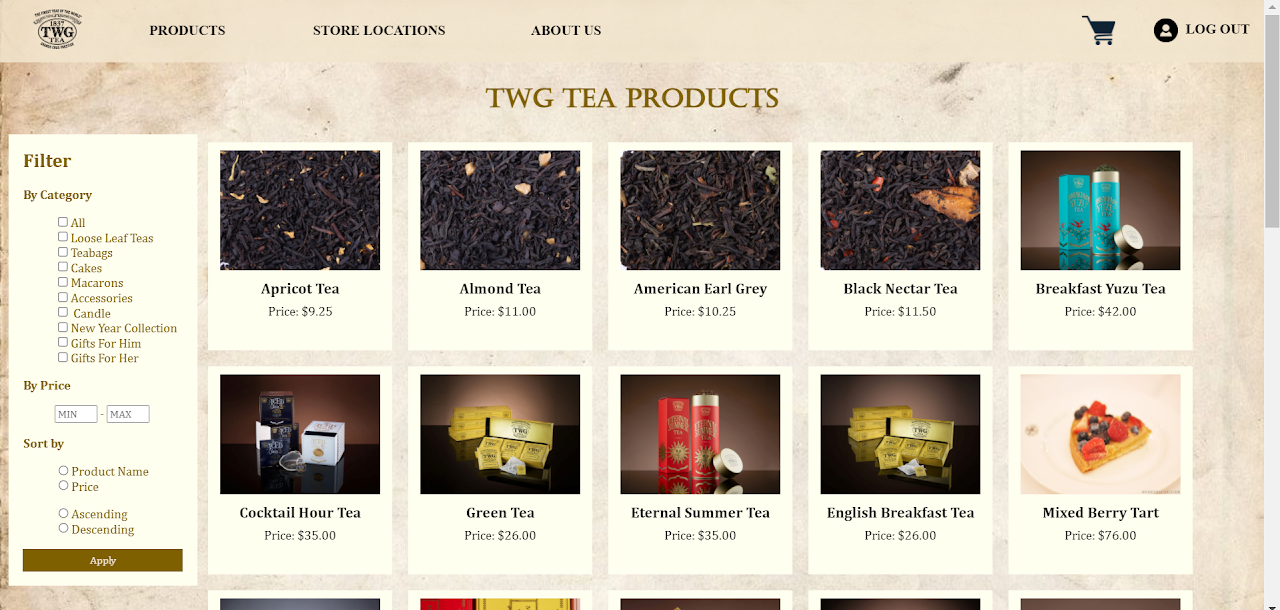 1837
TWG
TEA
PRODUCTS
STORE LOCATIONS
ABOUT US
LOG OUT
TWG TEA PRODUCTS
Filter
By Category
All
Loose Leaf Teas
Teabags
Cakes
Macarons
Accessories
Candle
New Year Collection
Gifts For Him
Gifts For Her
By Price
MIN - MAX
Sort by
Product Name
Price
Ascending
Descending
Apply
Apricot Tea
Price: $9.25
Almond Tea
Price: $11.00
American Earl Grey
Price: $10.25
Black Nectar Tea
Price: $11.50
Breakfast Yuzu Tea
Price: $42.00
Cocktail Hour Tea
Price: $35.00
Green Tea
Price: $26.00
Eternal Summer Tea
Price: $35.00
English Breakfast Tea
Price: $26.00
Mixed Berry Tart
Price: $76.00